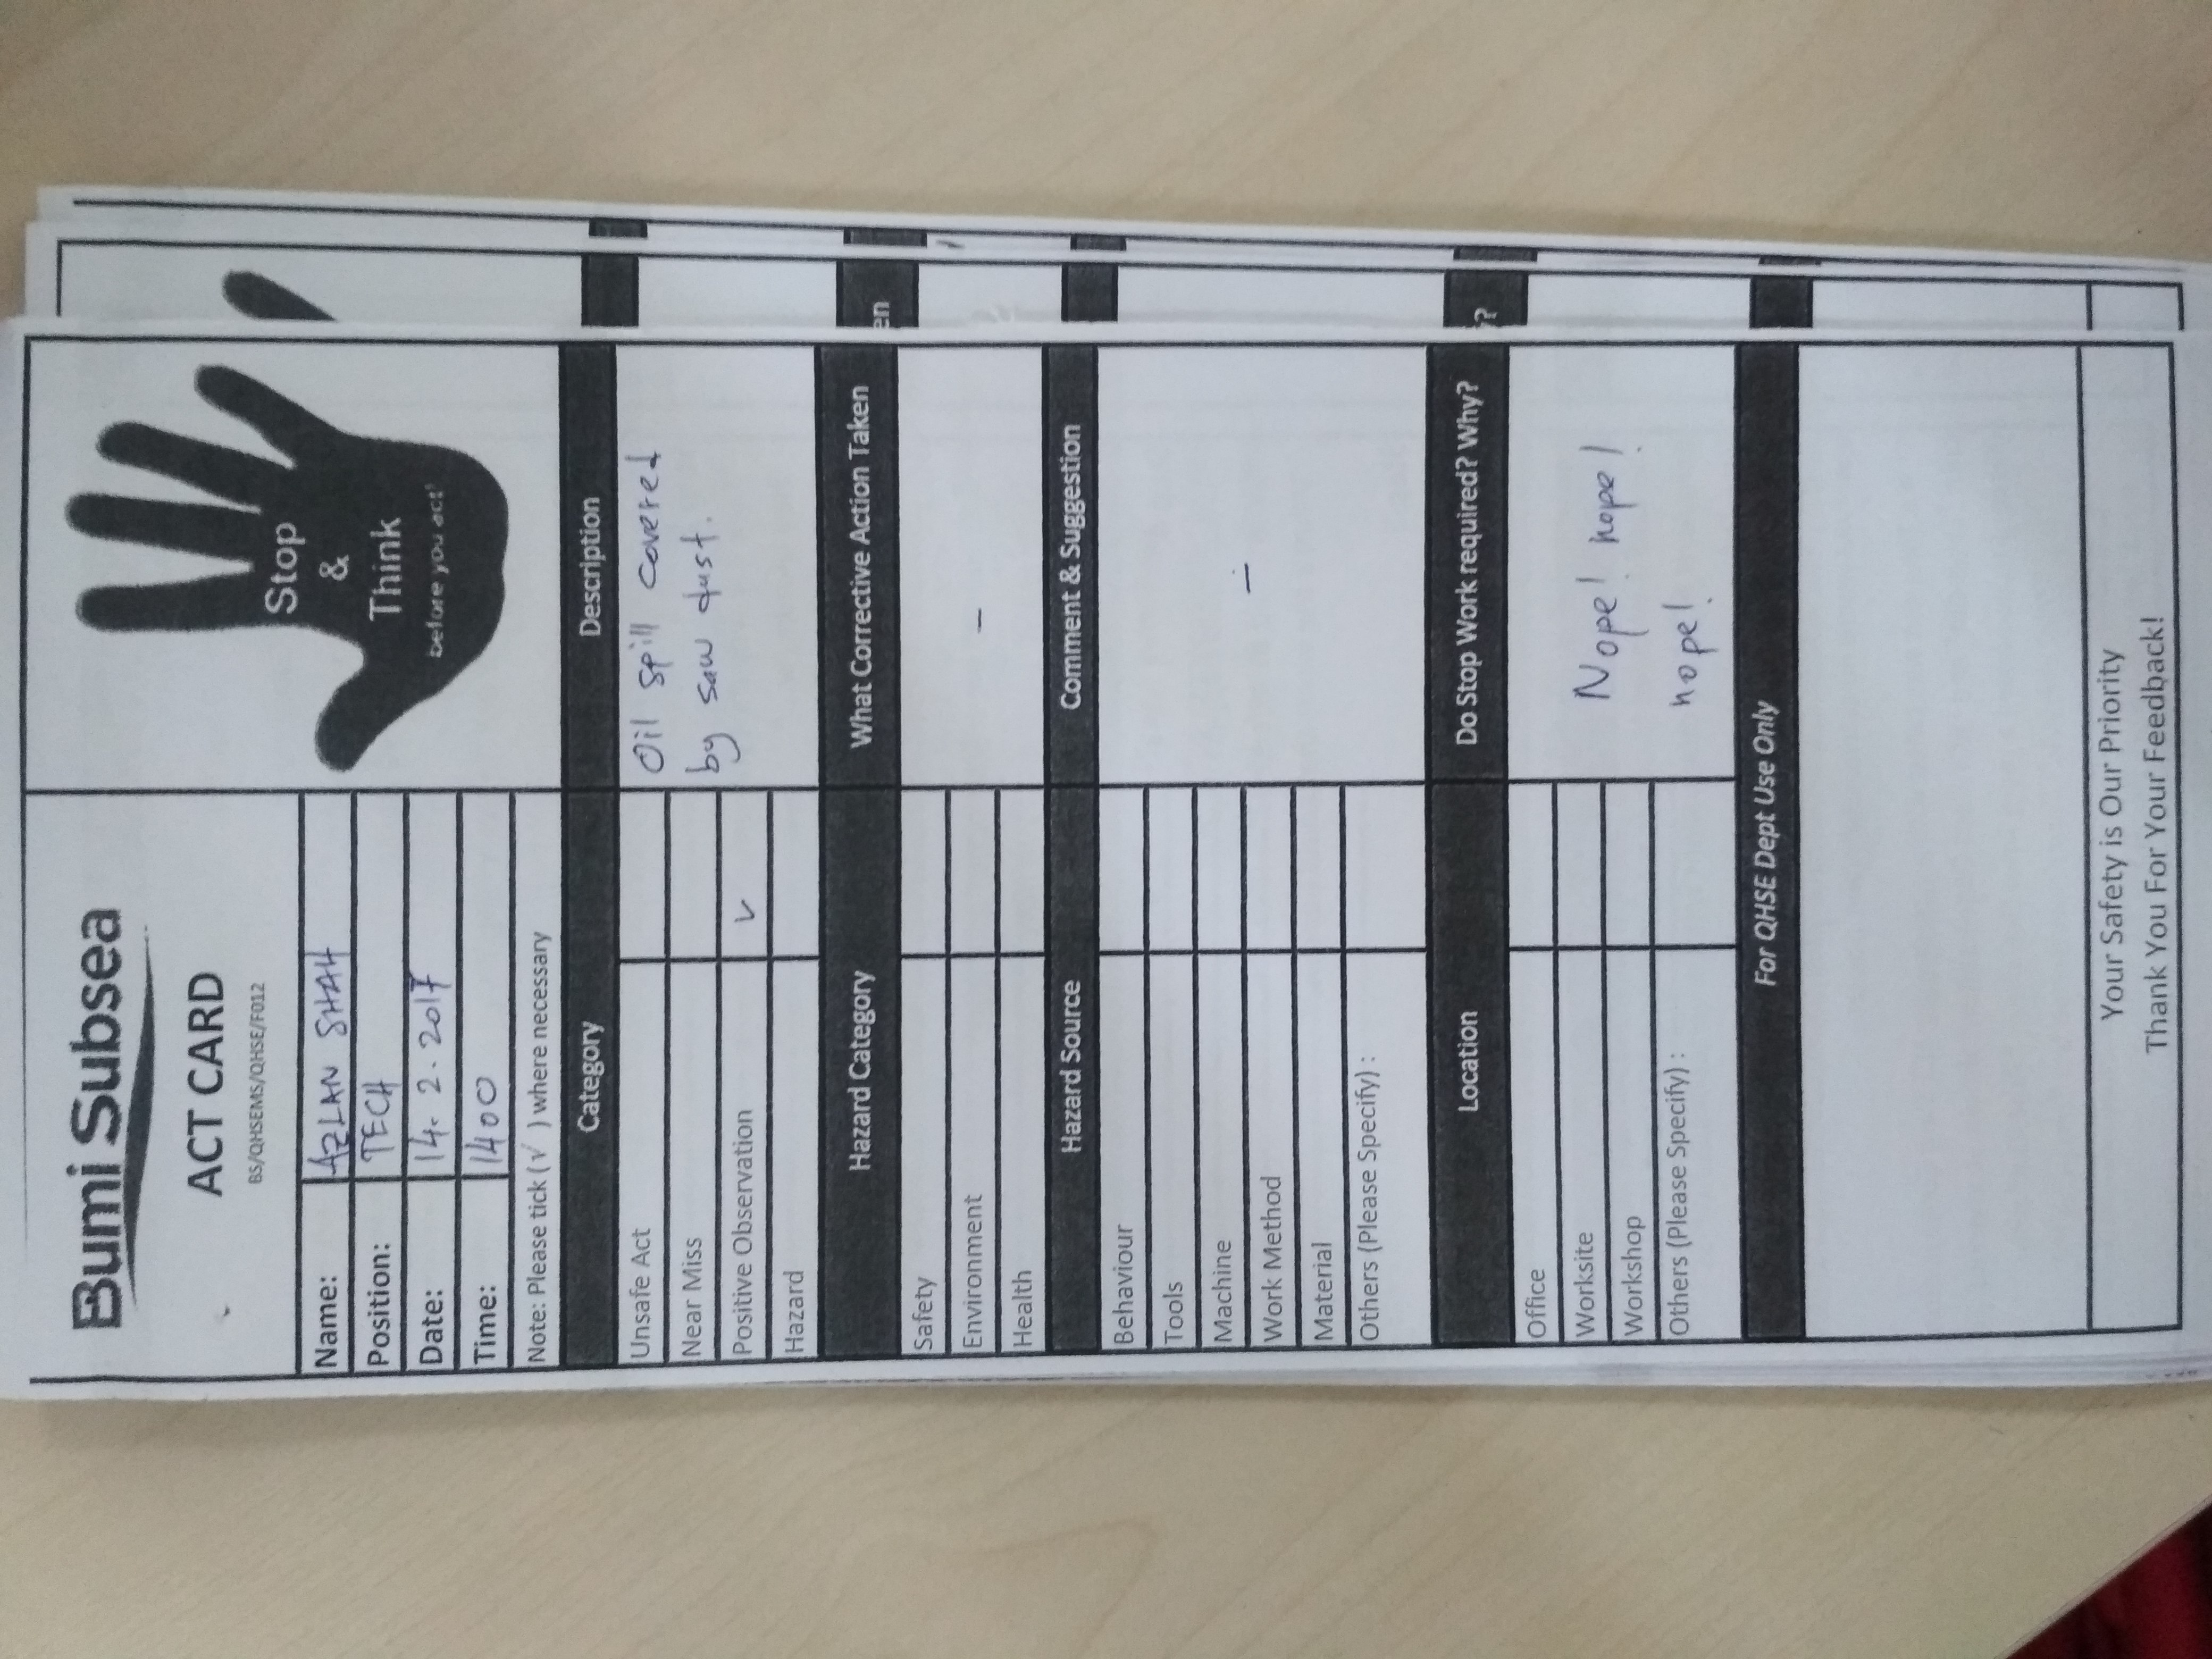 Bumi Subsea
ACT CARD
BS/QHSEMS/QHSE/F012
Stop
&
Think
before you act!
Name: AZLAN SHAH
Position: TECH
Date: 14. 2. 2017
Time: 1400
Note: Please tick (√ ) where necessary
Category Description
Unsafe Act
Near Miss
Positive Observation ✓
Hazard
Oil spill covered
by saw dust.
Hazard Category What Corrective Action Taken
en
Safety
Environment
Health
-
Hazard Source Comment & Suggestion
Behaviour
Tools
Machine
Work Method
Material
Others (Please Specify) :
-
Location Do Stop Work required? Why?
?
Office
Worksite
Workshop
Others (Please Specify) :
Nope! nope!
nope!
For QHSE Dept Use Only
Your Safety is Our Priority
Thank You For Your Feedback!